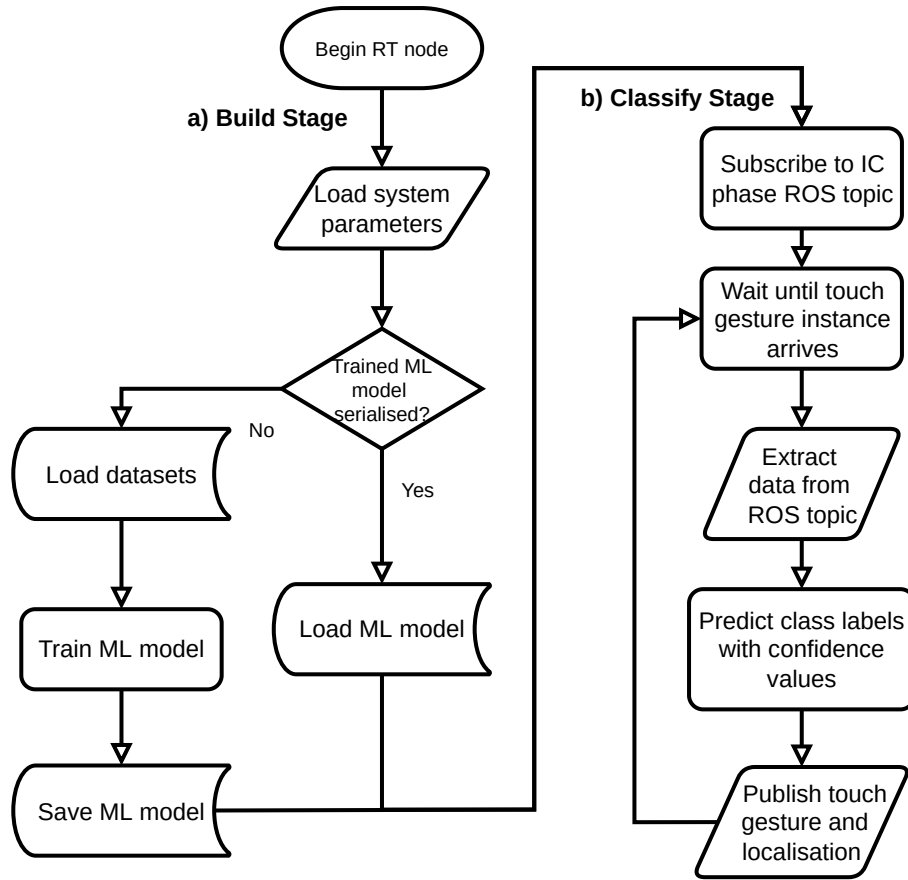 Begin RT node
a) Build Stage
Load system
parameters
Trained ML
model
serialised?
No
Yes
Load datasets
Train ML model
Save ML model
Load ML model
b) Classify Stage
Subscribe to IC
phase ROS topic
Wait until touch
gesture instance
arrives
Extract
data from
ROS topic
Predict class labels
with confidence
values
Publish touch
gesture and
localisation